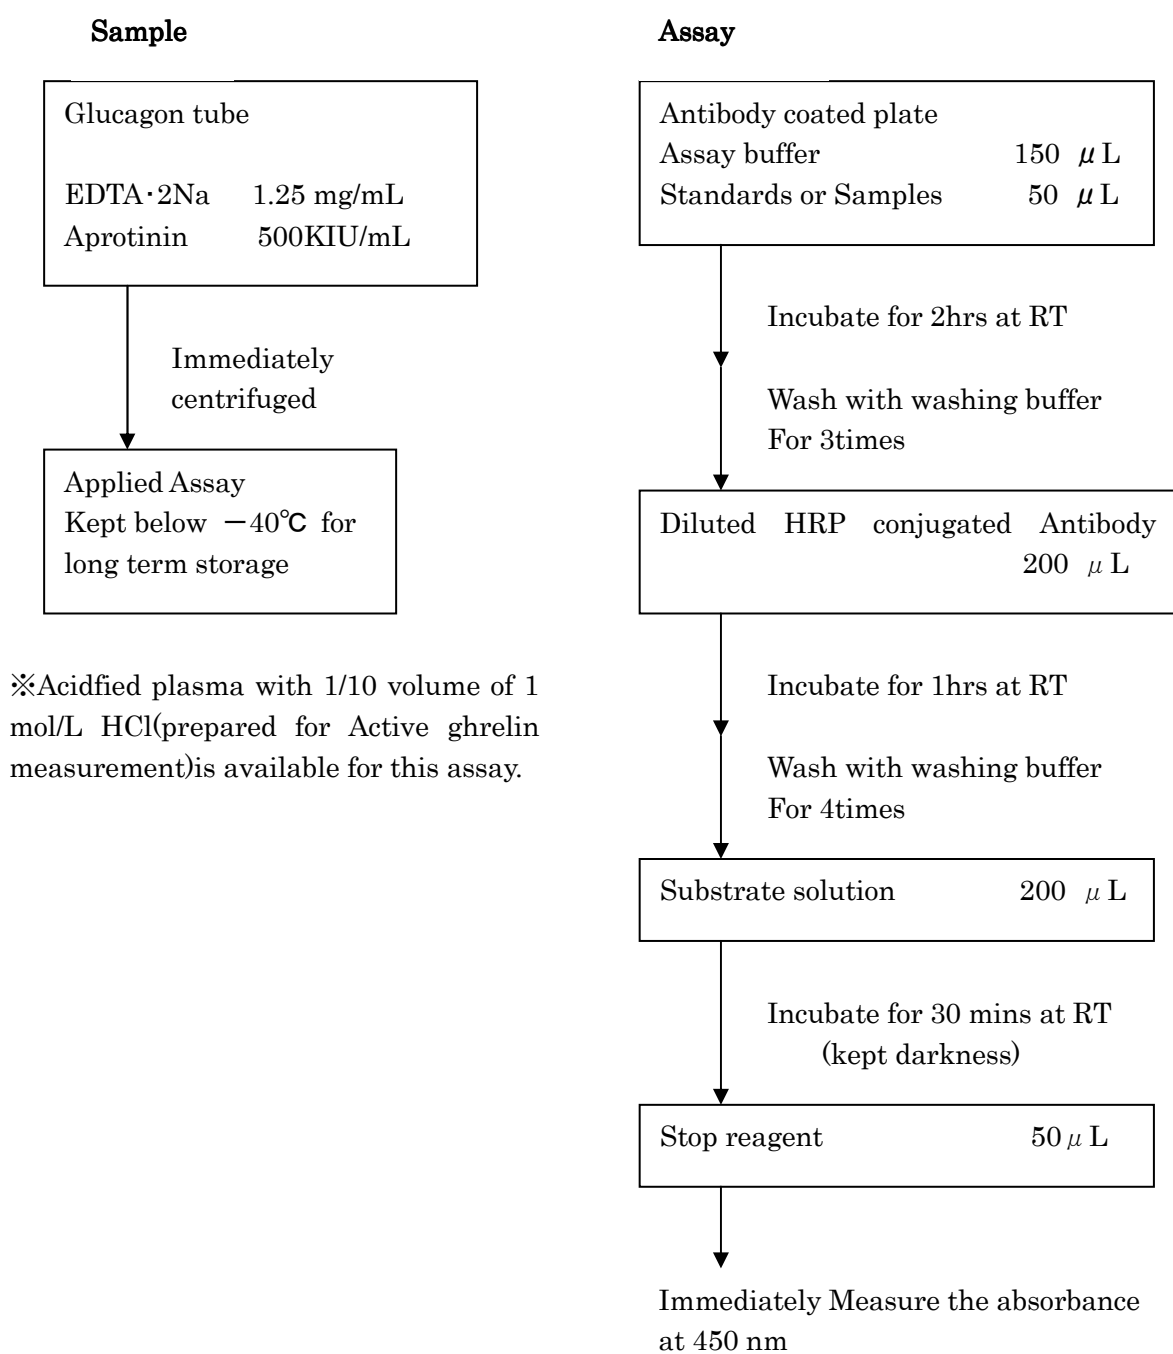 Sample
Glucagon tube
EDTA·2Na 1.25 mg/mL
Aprotinin 500KIU/mL
Immediately
centrifuged
Applied Assay
Kept below －40℃ for
long term storage
※Acidfied plasma with 1/10 volume of 1
mol/L HCl(prepared for Active ghrelin
measurement)is available for this assay.
Assay
Antibody coated plate
Assay buffer 150 μL
Standards or Samples 50 μL
Incubate for 2hrs at RT
Wash with washing buffer
For 3times
Diluted HRP conjugated Antibody
200 μL
Incubate for 1hrs at RT
Wash with washing buffer
For 4times
Substrate solution 200 μL
Incubate for 30 mins at RT
(kept darkness)
Stop reagent 50μL
Immediately Measure the absorbance
at 450 nm